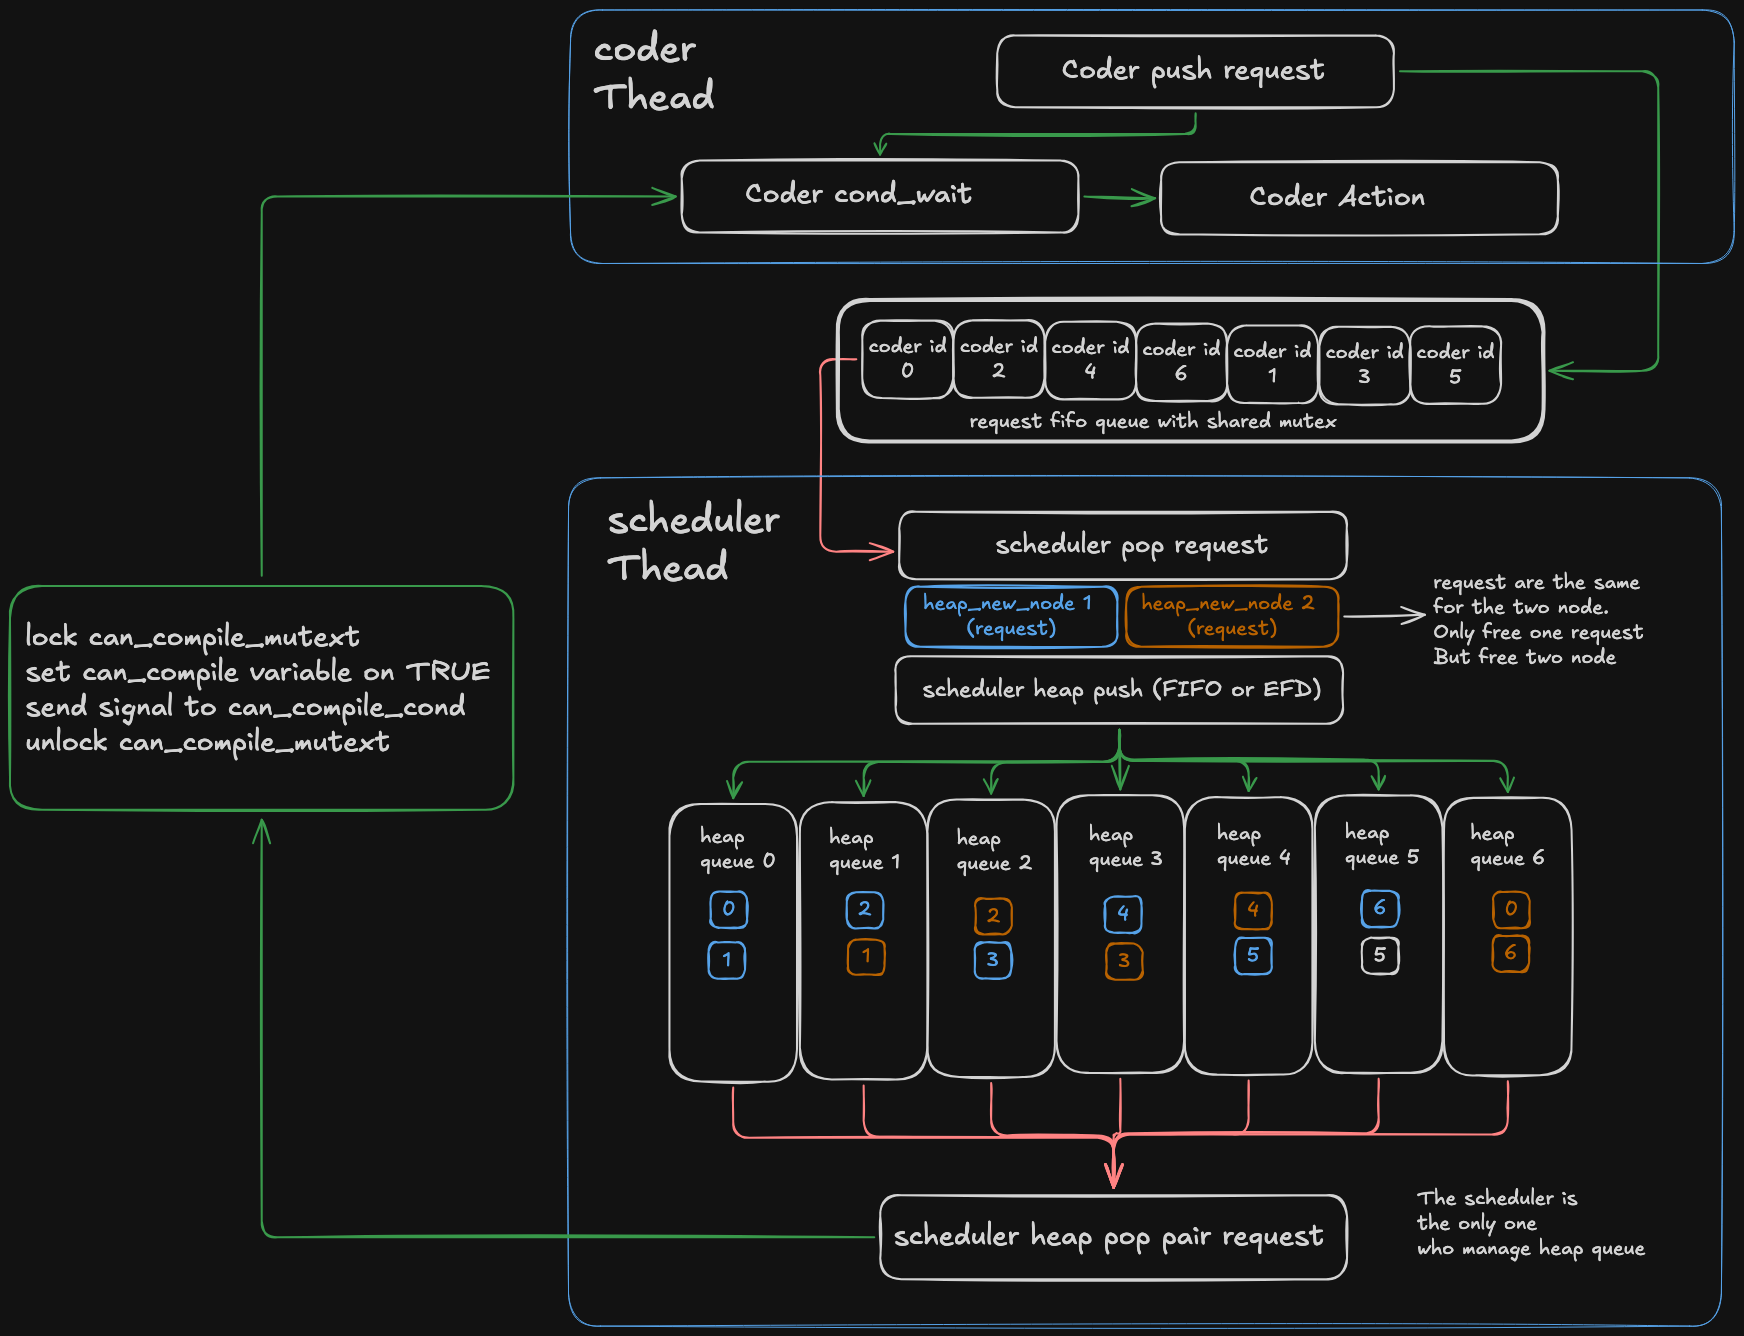 coder
Thead
Coder push request
Coder cond_wait
Coder Action
coder id
0
coder id
2
coder id
4
coder id
6
coder id
1
coder id
3
coder id
5
request fifo queue with shared mutex
scheduler
Thead
scheduler pop request
heap_new_node 1
(request)
heap_new_node 2
(request)
request are the same
for the two node.
Only free one request
But free two node
scheduler heap push (FIFO or EFD)
lock can_compile_mutext
set can_compile variable on TRUE
send signal to can_compile_cond
unlock can_compile_mutext
heap
queue 0
0
1
heap
queue 1
2
1
heap
queue 2
2
3
heap
queue 3
4
3
heap
queue 4
4
5
heap
queue 5
6
5
heap
queue 6
0
6
scheduler heap pop pair request
The scheduler is
the only one
who manage heap queue